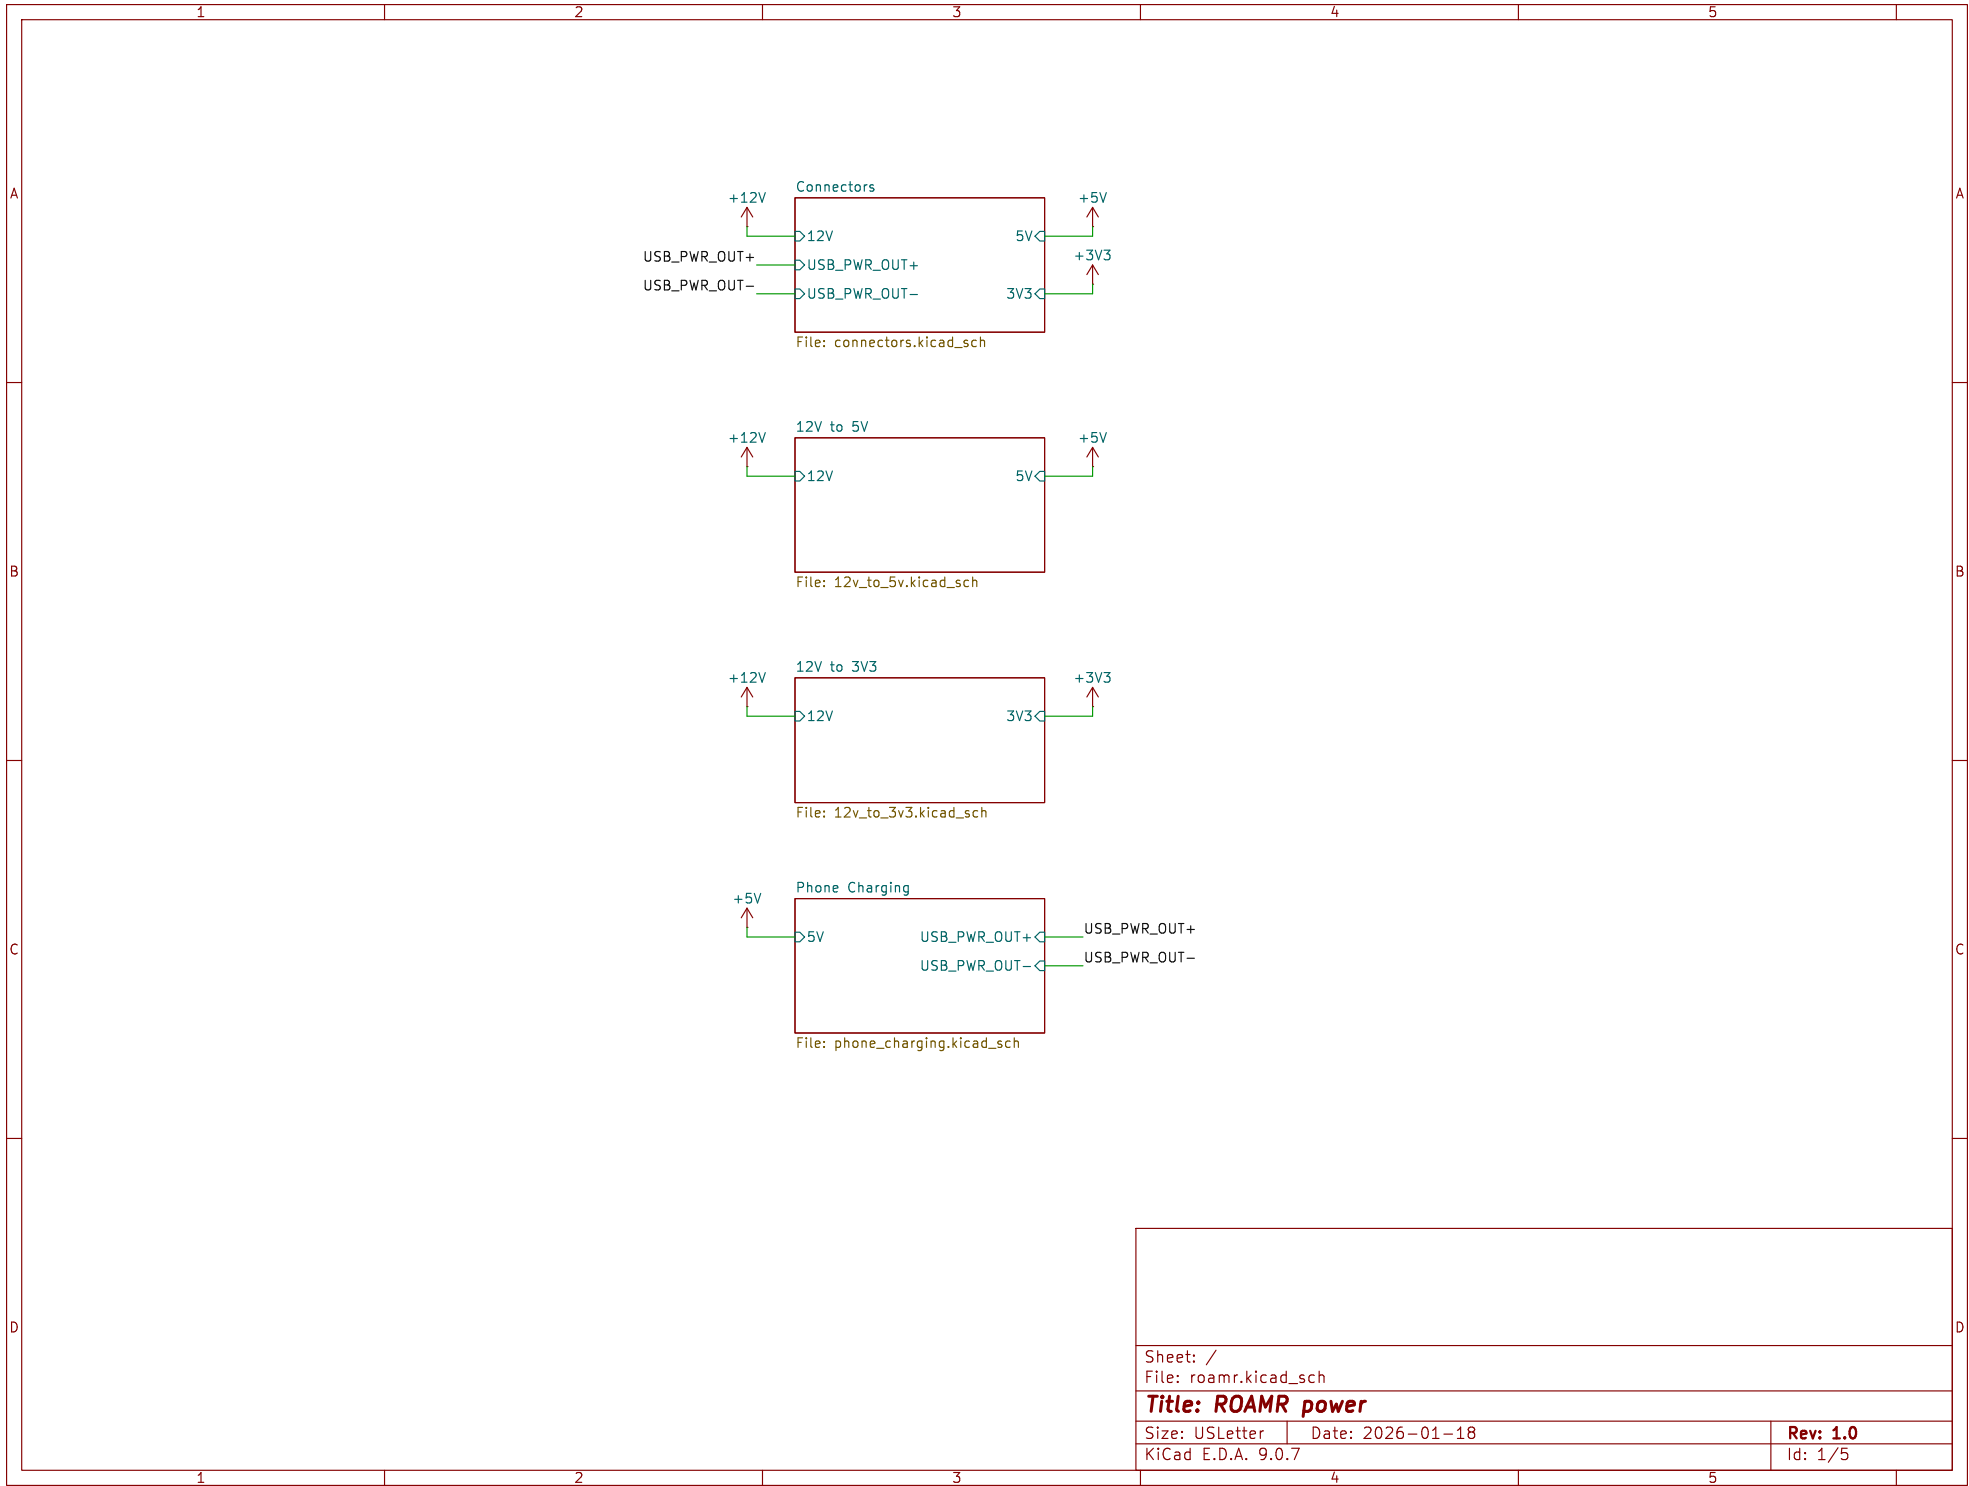 1 2 3 4 5
A A
Connectors
+12V +5V
12V 5V
USB_PWR_OUT+ +3V3
USB_PWR_OUT+
USB_PWR_OUT-
USB_PWR_OUT- 3V3
File: connectors.kicad_sch
12V to 5V
+12V +5V
12V 5V
B B
File: 12v_to_5v.kicad_sch
12V to 3V3
+12V +3V3
12V 3V3
File: 12v_to_3v3.kicad_sch
Phone Charging
+5V
5V USB_PWR_OUT+ USB_PWR_OUT+
C C
USB_PWR_OUT- USB_PWR_OUT-
File: phone_charging.kicad_sch
D D
Sheet: /
File: roamr.kicad_sch
Title: ROAMR power
Size: USLetter Date: 2026-01-18 Rev: 1.0
KiCad E.D.A. 9.0.7 Id: 1/5
1 2 3 4 5